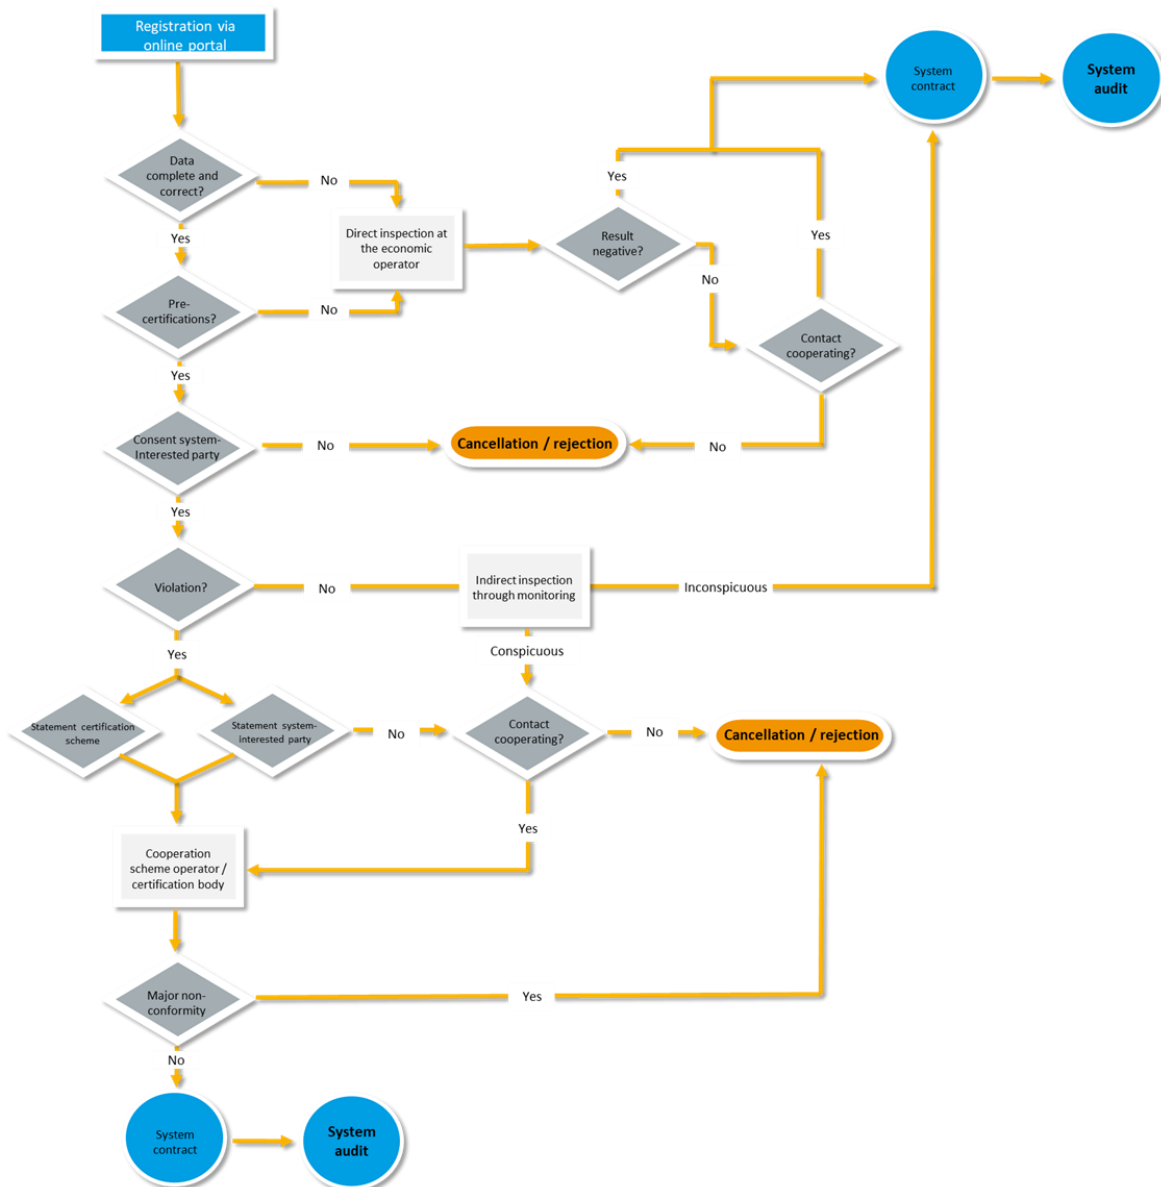 Registration via
online portal
System
contract
System
audit
Data
complete and
correct?
No
Yes
Yes
Direct inspection at
the economic
operator
Result
negative?
Yes
No
Pre-
certifications?
No
Contact
cooperating?
Yes
Consent system-
Interested party
No
Cancellation / rejection
No
Yes
Violation?
No
Indirect inspection
through monitoring
Inconspicuous
Yes
Conspicuous
Statement certification
scheme
Statement system-
interested party
No
Contact
cooperating?
No
Cancellation / rejection
Yes
Cooperation
scheme operator /
certification body
Major non-
conformity
Yes
No
System
contract
System
audit